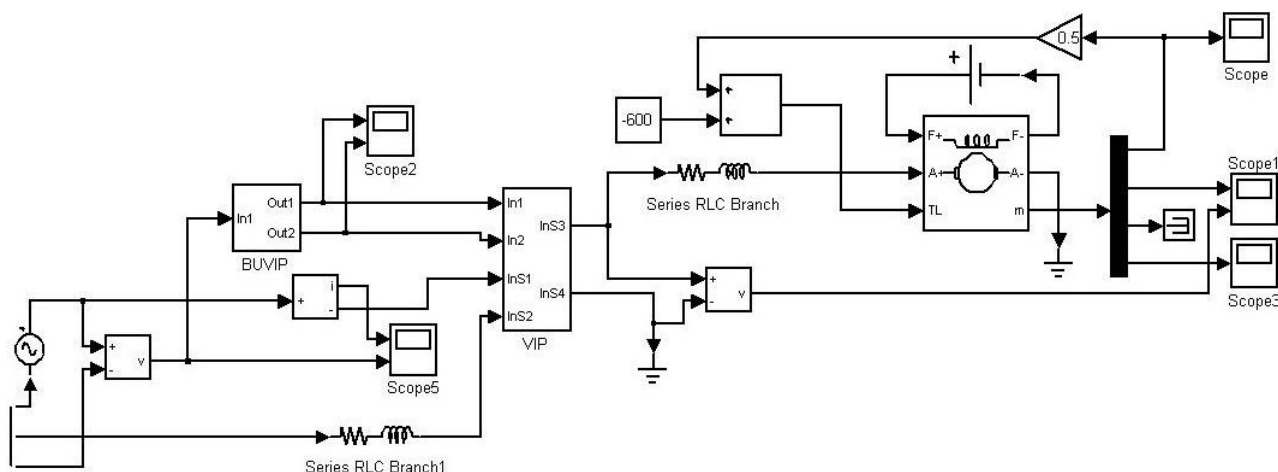 0.5
Scope
+
-600
F+
F-
Scope2
A+
A-
Scope1
Series RLC Branch
TL
m
In1
Out1
Out2
BUVIP
In1
In2
InS1
InS2
InS3
InS4
VIP
+
i
-
+
-
v
Scope3
+
-
v
Scope5
Series RLC Branch1